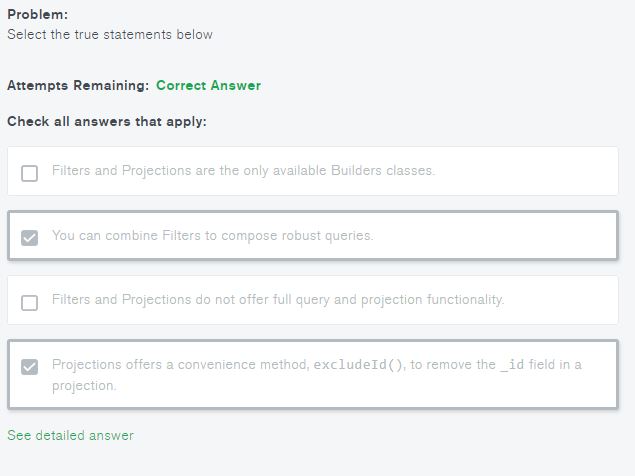 Problem:
Select the true statements below
Attempts Remaining: Correct Answer
Check all answers that apply:
Filters and Projections are the only available Builders classes.
You can combine Filters to compose robust queries.
Filters and Projections do not offer full query and projection functionality.
Projections offers a convenience method, excludeId(), to remove the _id field in a
projection.
See detailed answer